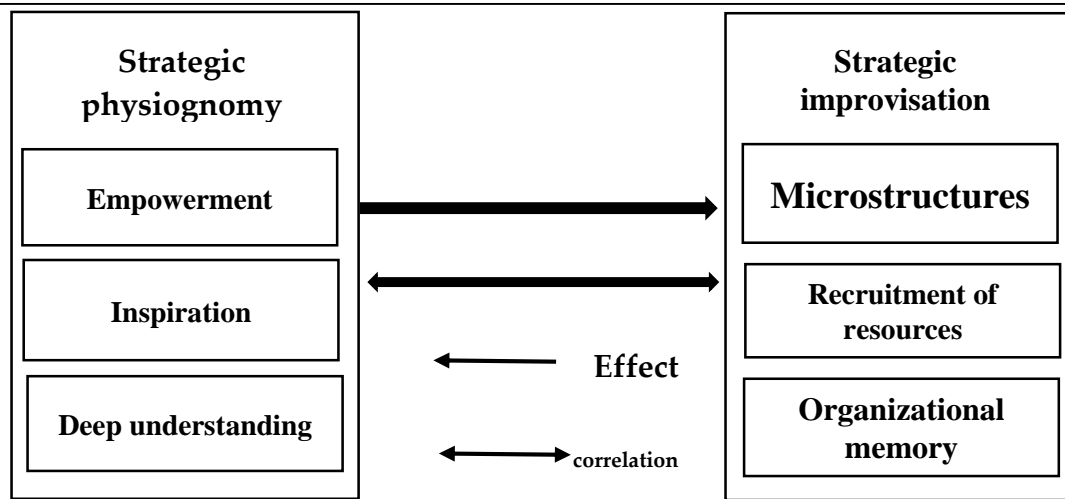 Strategic
physiognomy
Empowerment
Inspiration
Deep understanding
Effect
correlation
Strategic
improvisation
Microstructures
Recruitment of
resources
Organizational
memory